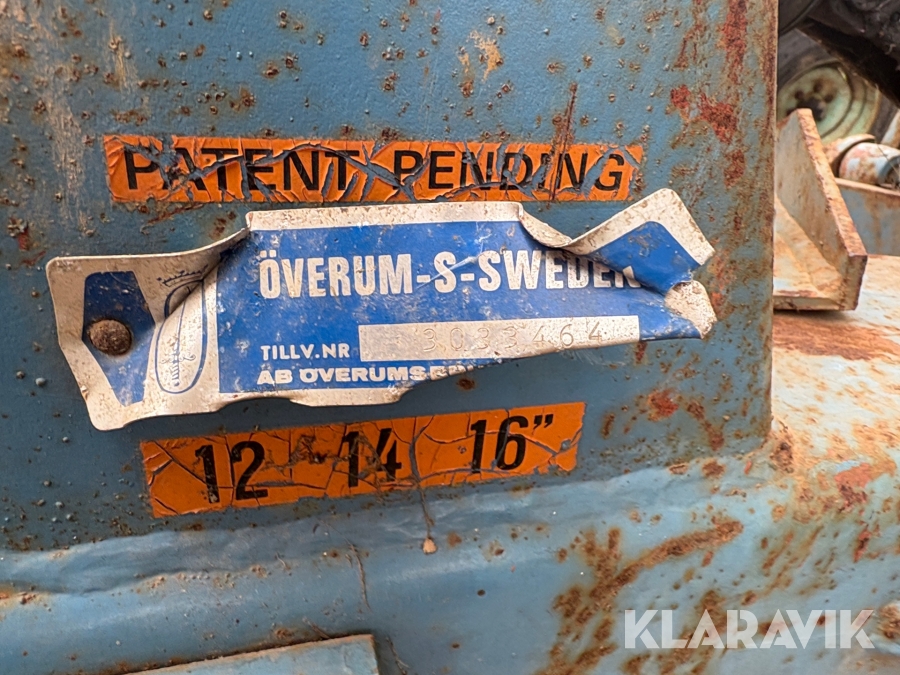 PATENT PENDING
ÖVERUM-S-SWEDEN
TILLV.NR 3033464
AB ÖVERUMS
12 14 16"
KLARAVIK